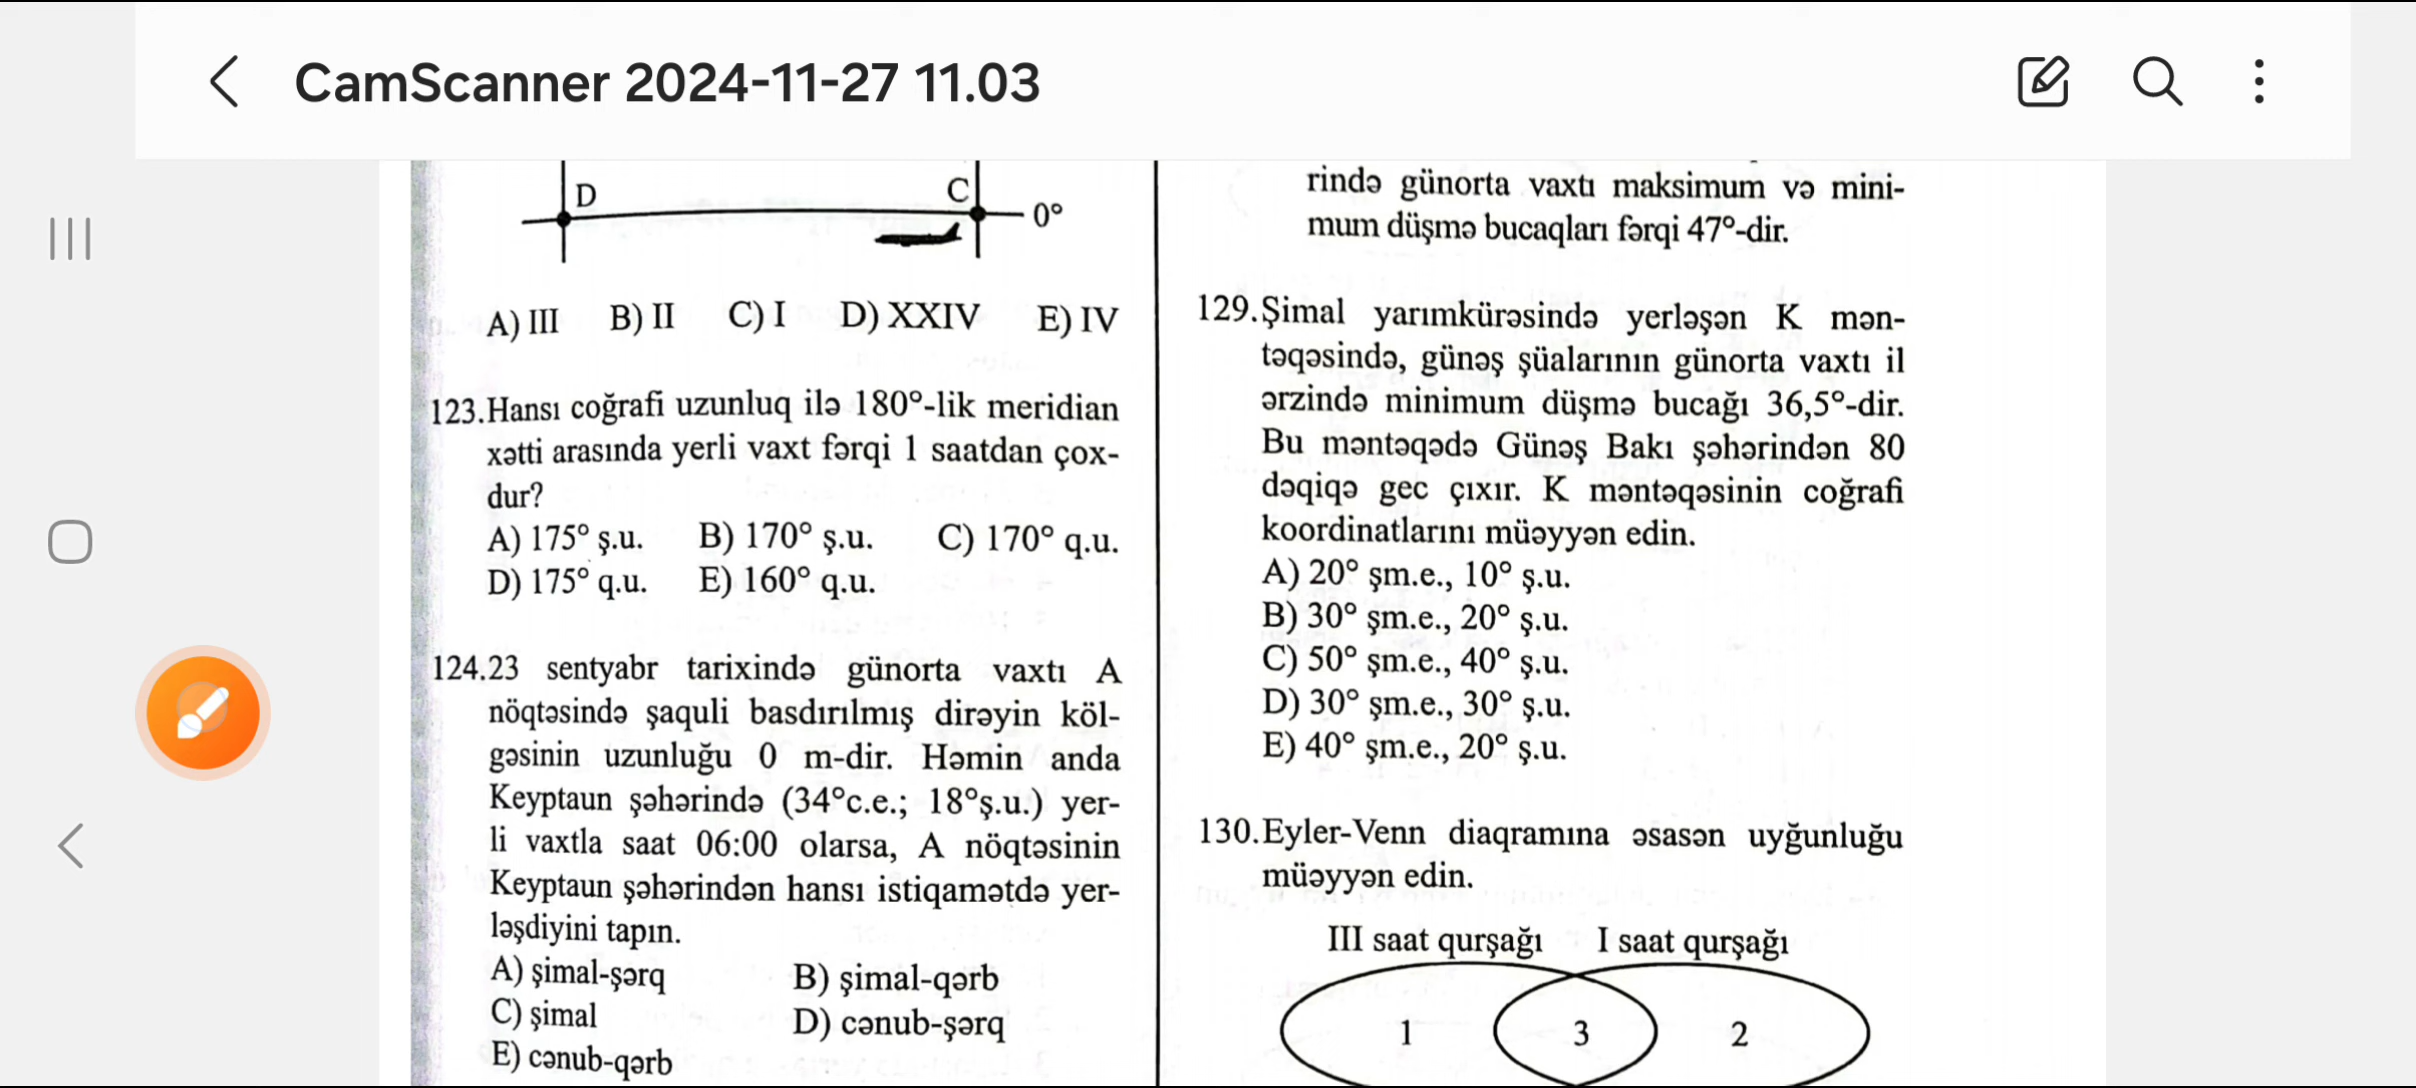 CamScanner 2024-11-27 11.03
D
C
0°
A) III B) II C) I D) XXIV E) IV
123.Hansı coğrafi uzunluq ilə 180°-lik meridian
xətti arasında yerli vaxt fərqi 1 saatdan çox-
dur?
A) 175° ş.u. B) 170° ş.u. C) 170° q.u.
D) 175° q.u. E) 160° q.u.
124.23 sentyabr tarixində günorta vaxtı A
nöqtəsində şaquli basdırılmış dirəyin köl-
gəsinin uzunluğu 0 m-dir. Həmin anda
Keyptaun şəhərində (34°c.e.; 18°ş.u.) yer-
li vaxtla saat 06:00 olarsa, A nöqtəsinin
Keyptaun şəhərindən hansı istiqamətdə yer-
ləşdiyini tapın.
A) şimal-şərq B) şimal-qərb
C) şimal D) cənub-şərq
E) cənub-qərb
rində günorta vaxtı maksimum və mini-
mum düşmə bucaqları fərqi 47°-dir.
129.Şimal yarımkürəsində yerləşən K mən-
təqəsində, günəş şüalarının günorta vaxtı il
ərzində minimum düşmə bucağı 36,5°-dir.
Bu məntəqədə Günəş Bakı şəhərindən 80
dəqiqə gec çıxır. K məntəqəsinin coğrafi
koordinatlarını müəyyən edin.
A) 20° şm.e., 10° ş.u.
B) 30° şm.e., 20° ş.u.
C) 50° şm.e., 40° ş.u.
D) 30° şm.e., 30° ş.u.
E) 40° şm.e., 20° ş.u.
130.Eyler-Venn diaqramına əsasən uyğunluğu
müəyyən edin.
III saat qurşağı I saat qurşağı
1 3 2